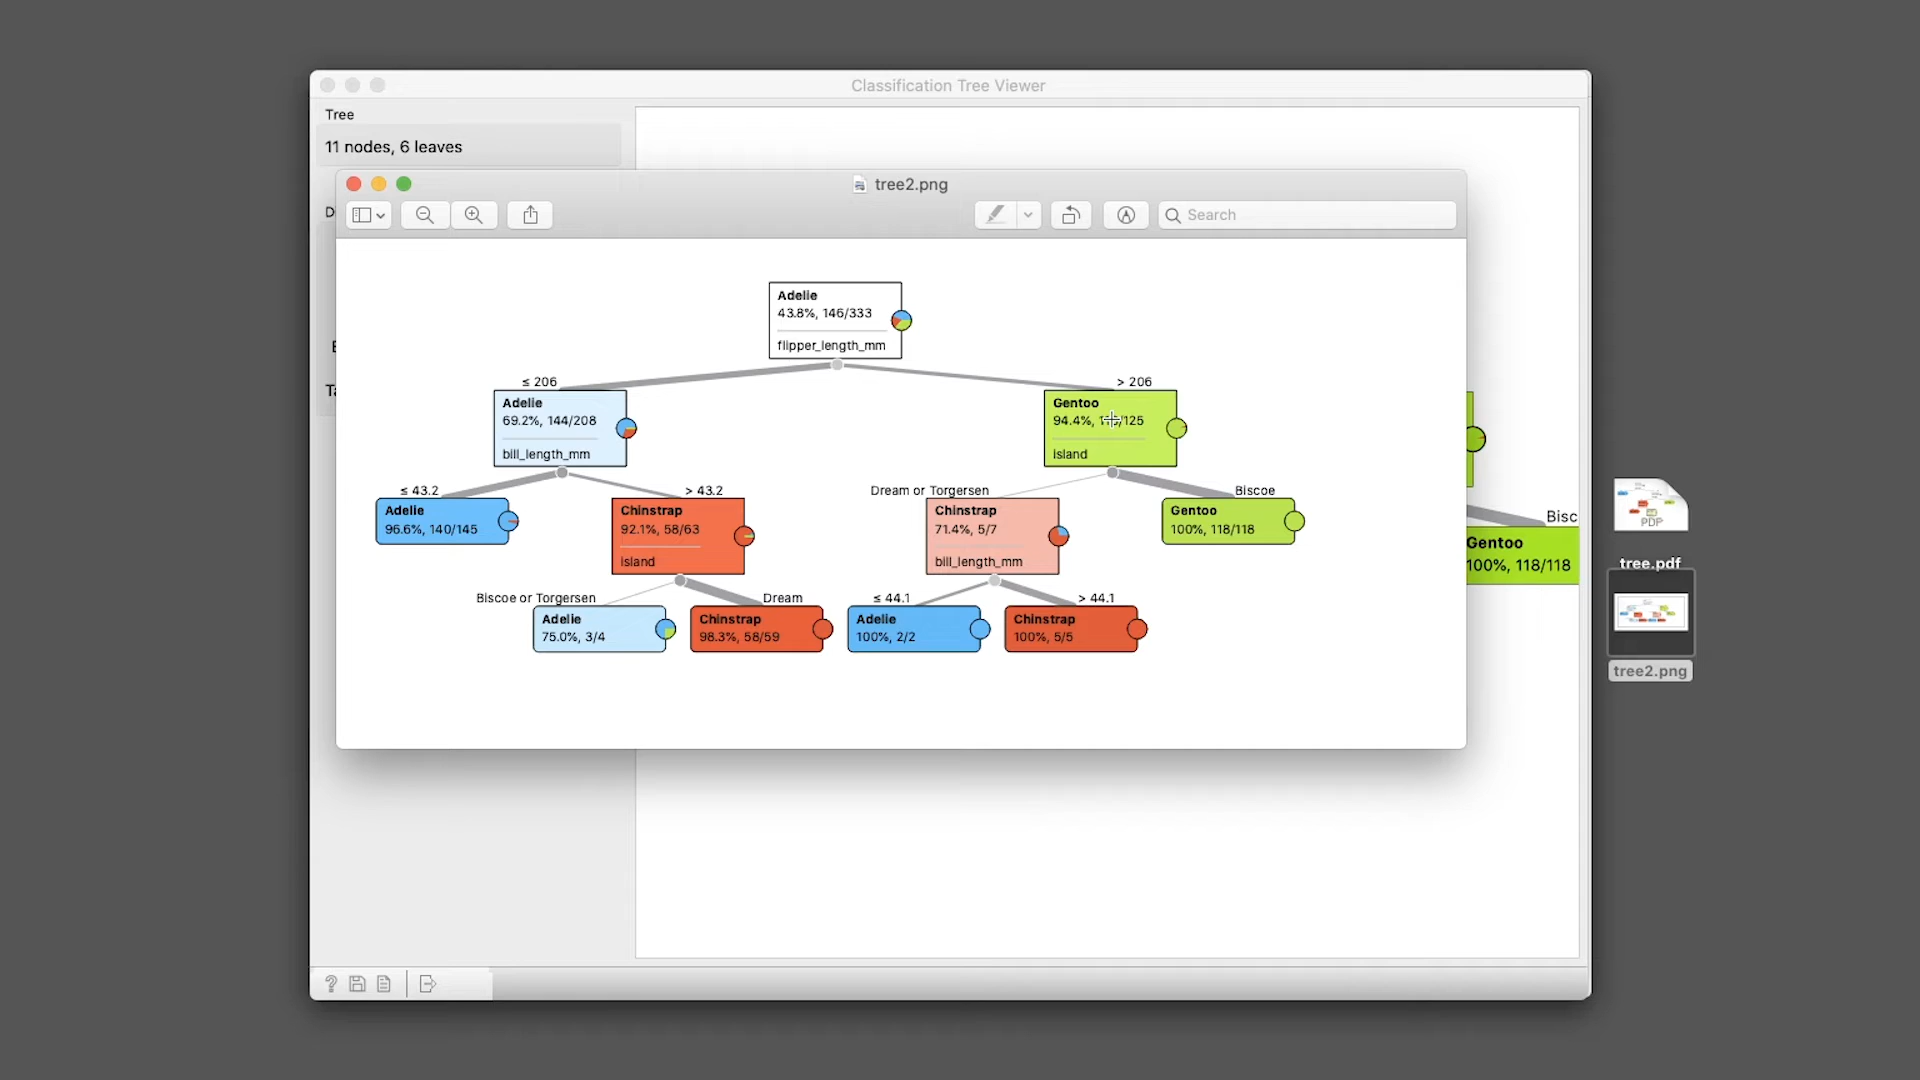 Classification Tree Viewer
Tree
11 nodes, 6 leaves
tree2.png
Search
Adelie
43.8%, 146/333
flipper_length_mm
≤ 206
> 206
Adelie
69.2%, 144/208
bill_length_mm
Gentoo
94.4%, /125
island
≤ 43.2
> 43.2
Dream or Torgersen
Biscoe
Adelie
96.6%, 140/145
Chinstrap
92.1%, 58/63
island
Chinstrap
71.4%, 5/7
bill_length_mm
Gentoo
100%, 118/118
Bisc
Gentoo
100%, 118/118
PDF
tree.pdf
Biscoe or Torgersen
Dream
≤ 44.1
> 44.1
Adelie
75.0%, 3/4
Chinstrap
98.3%, 58/59
Adelie
100%, 2/2
Chinstrap
100%, 5/5
tree2.png